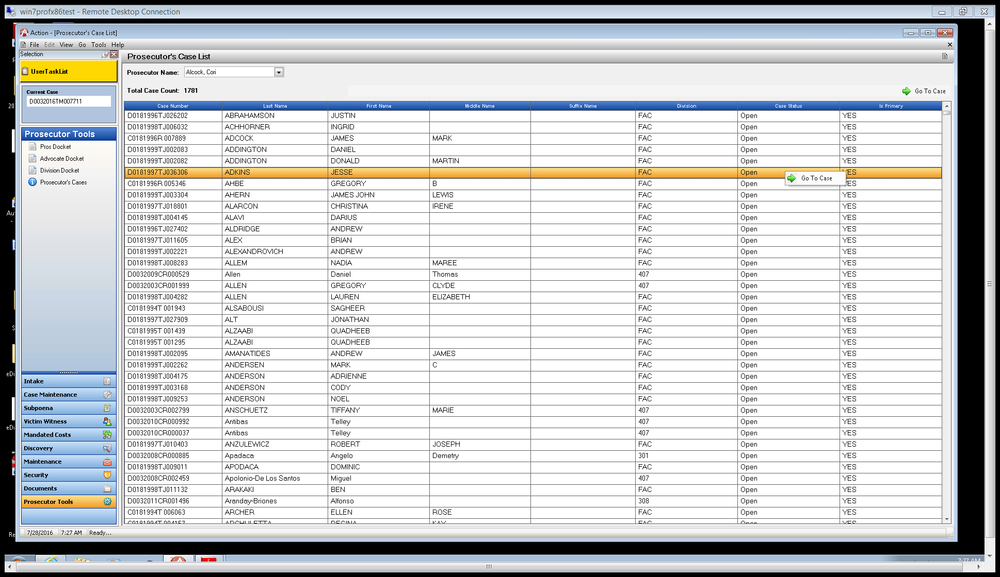 win7profx86test - Remote Desktop Connection
Action - [Prosecutor's Case List]
File Edit View Go Tools Help
Selection
UserTaskList
Current Case
D0032016TM007711
Prosecutor Tools
Pros Docket
Advocate Docket
Division Docket
Prosecutor's Cases
Intake
Case Maintenance
Subpoena
Victim Witness
Mandated Costs
Discovery
Maintenance
Security
Documents
Prosecutor Tools
Prosecutor's Case List
Prosecutor Name: Alcock, Cori
Total Case Count: 1781
Go To Case
Case Number Last Name First Name Middle Name Suffix Name Division Case Status Is Primery
D0181996TJ026202 ABRAHAMSON JUSTIN FAC Open YES
D0181998TJ006032 ACHHORNER INGRID FAC Open YES
C0181996R 007889 ADCOCK JAMES MARK FAC Open YES
D0181999TJ002083 ADDINGTON DANIEL FAC Open YES
D0181999TJ002082 ADDINGTON DONALD MARTIN FAC Open YES
D0181997TJ036306 ADKINS JESSE FAC Open YES
Go To Case
C0181996R 005346 AHBE GREGORY B FAC Open YES
D0181999TJ003304 AHERN JAMES JOHN LEWIS FAC Open YES
D0181997TJ018801 ALARCON CHRISTINA IRENE FAC Open YES
D0181998TJ004145 ALAVI DARIUS FAC Open YES
D0181996TJ027402 ALDRIDGE ANDREW FAC Open YES
D0181997TJ011605 ALEX BRIAN FAC Open YES
D0181999TJ002221 ALEXANDROVICH ANDREW FAC Open YES
D0181998TJ008283 ALLEM NADIA MAREE FAC Open YES
D0032009CR000529 Allen Daniel Thomas 407 Open YES
D0032003CR001999 ALLEN GREGORY CLYDE 407 Open YES
D0181998TJ004282 ALLEN LAUREN ELIZABETH FAC Open YES
C0181994T 001943 ALSABOUSI SAGHEER FAC Open YES
D0181997TJ027909 ALT JONATHAN FAC Open YES
C0181995T 001439 ALZAABI QUADHEEB FAC Open YES
C0181995T 001295 ALZAABI QUADHEEB FAC Open YES
D0181998TJ002095 AMANATIDES ANDREW JAMES FAC Open YES
D0181999TJ002262 ANDERSEN MARK C FAC Open YES
D0181998TJ004175 ANDERSON ADRIENNE FAC Open YES
D0181999TJ003168 ANDERSON CODY FAC Open YES
D0181998TJ009253 ANDERSON NOEL FAC Open YES
D0032003CR002799 ANSCHUETZ TIFFANY MARIE 407 Open YES
D0032010CR000992 Antibas Telley 407 Open YES
D0032010CR000037 Antibas Telley 407 Open YES
D0181997TJ010403 ANZULEWICZ ROBERT JOSEPH FAC Open YES
D0032008CR000885 Apadaca Angelo Demetry 301 Open YES
D0181998TJ009011 APODACA DOMINIC FAC Open YES
D0032008CR002459 Apolonio-De Los Santos Miguel 407 Open YES
D0181998TJ011132 ARAKAKI BEN FAC Open YES
D0032011CR001496 Aranday-Briones Alfonso 308 Open YES
C0181994T 006063 ARCHER ELLEN ROSE FAC Open YES
C0181994T 004157 ARCHULETTA REGINA KAY FAC Open YES
7/28/2016 7:27 AM Ready...
7:27 AM